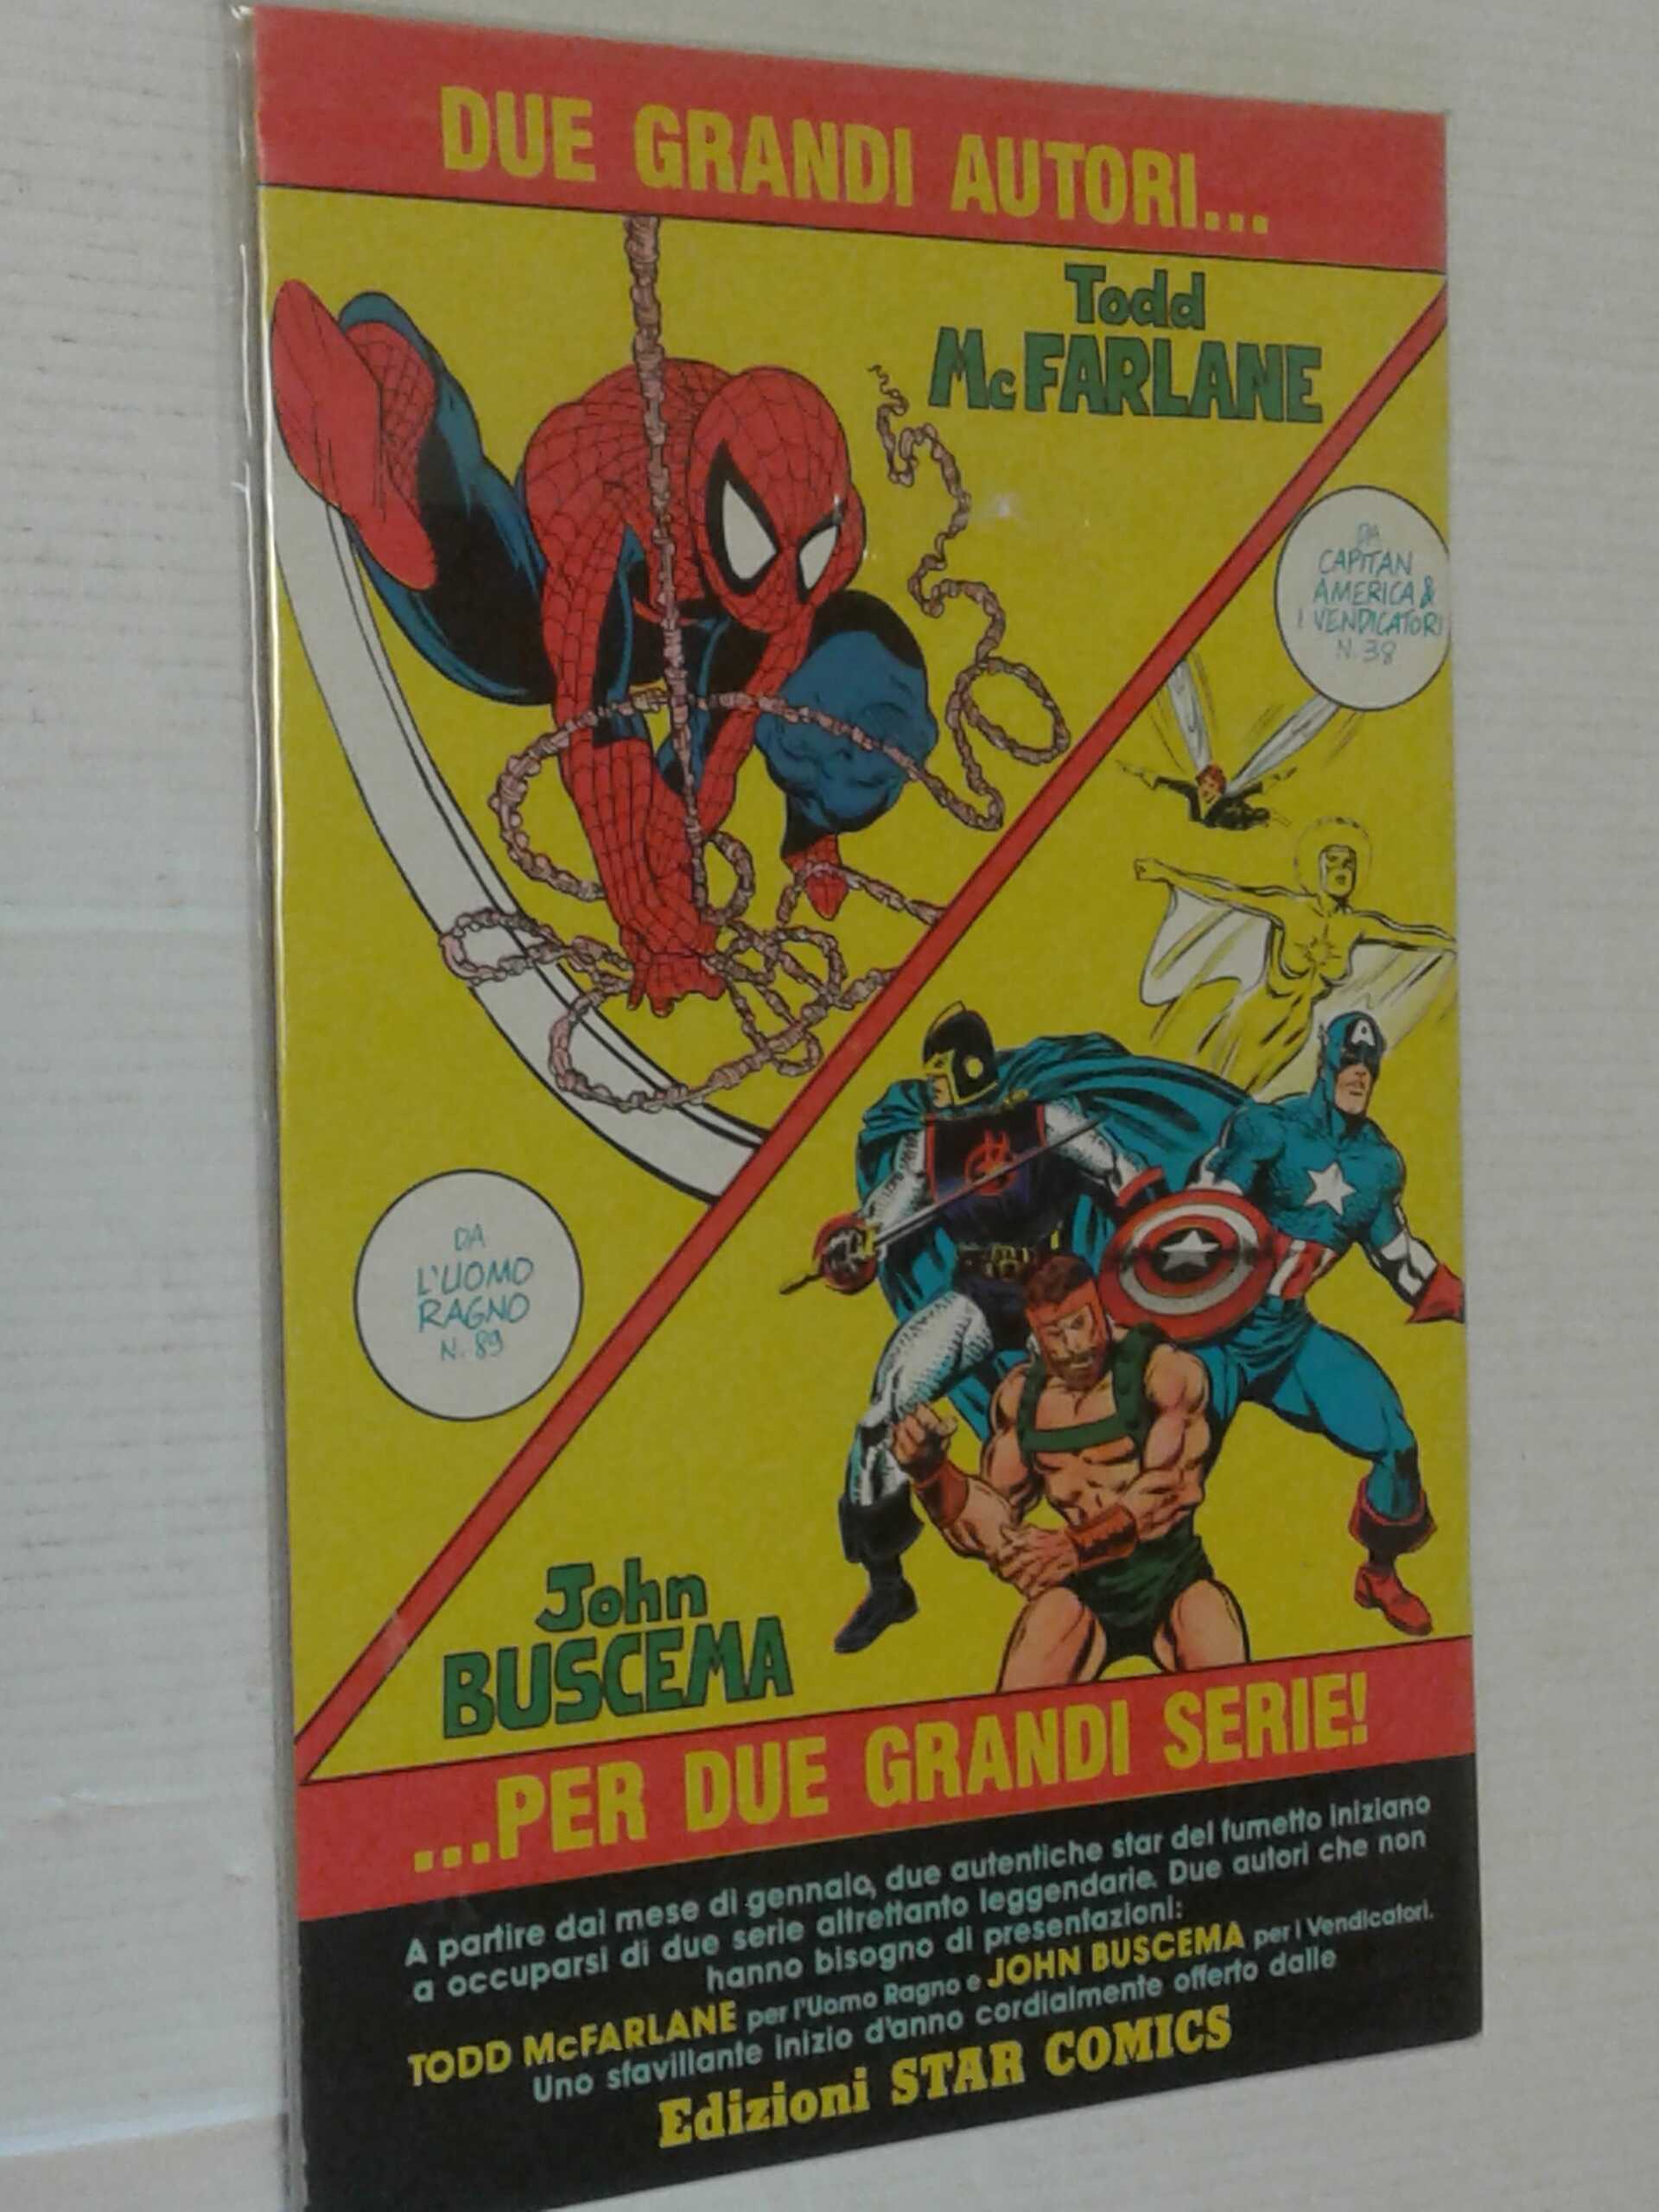 DUE GRANDI AUTORI...
Todd
McFARLANE
DA
CAPITAN
AMERICA &
I VENDICATORI
N. 38
DA
L'UOMO
RAGNO
N. 89
John
BUSCEMA
...PER DUE GRANDI SERIE!
A partire dal mese di gennaio, due autentiche star del fumetto iniziano
a occuparsi di due serie altrettanto leggendarie. Due autori che non
hanno bisogno di presentazioni:
TODD McFARLANE per l'Uomo Ragno e JOHN BUSCEMA per i Vendicatori.
Uno sfavillante inizio d'anno cordialmente offerto dalle
Edizioni STAR COMICS